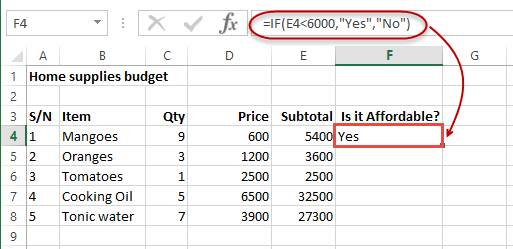 F4 fx =IF(E4<6000,"Yes","No")
A B C D E F G
1 Home supplies budget
2
3 S/N Item Qty Price Subtotal Is it Affordable?
4 1 Mangoes 9 600 5400 Yes
5 2 Oranges 3 1200 3600
6 3 Tomatoes 1 2500 2500
7 4 Cooking Oil 5 6500 32500
8 5 Tonic water 7 3900 27300
9